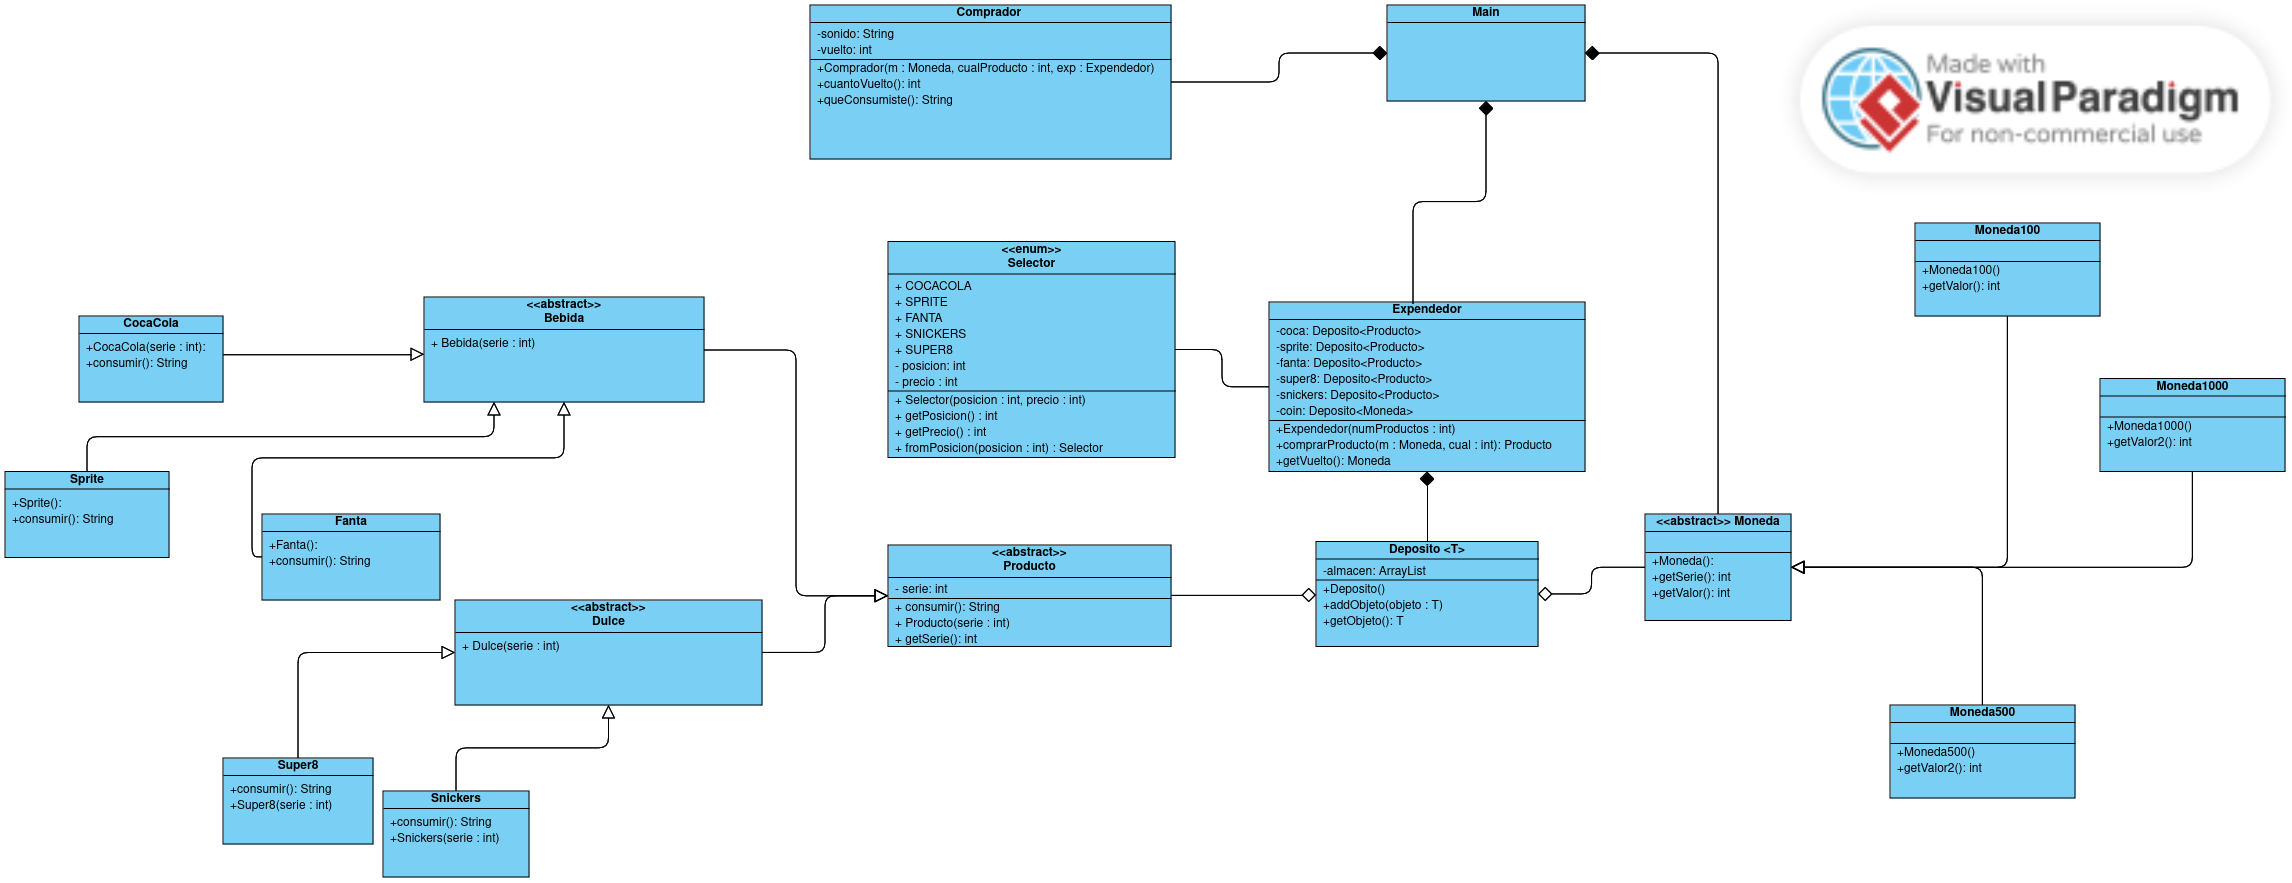 Comprador
-sonido: String
-vuelto: int
+Comprador(m : Moneda, cualProducto : int, exp : Expendedor)
+cuantoVuelto(): int
+queConsumiste(): String
Main
Made with
Visual Paradigm
For non-commercial use
<<enum>>
Selector
+ COCACOLA
+ SPRITE
+ FANTA
+ SNICKERS
+ SUPER8
- posicion: int
- precio : int
+ Selector(posicion : int, precio : int)
+ getPosicion() : int
+ getPrecio() : int
+ fromPosicion(posicion : int) : Selector
Moneda100
+Moneda100()
+getValor(): int
<<abstract>>
Bebida
+ Bebida(serie : int)
CocaCola
+CocaCola(serie : int):
+consumir(): String
Expendedor
-coca: Deposito<Producto>
-sprite: Deposito<Producto>
-fanta: Deposito<Producto>
-super8: Deposito<Producto>
-snickers: Deposito<Producto>
-coin: Deposito<Moneda>
+Expendedor(numProductos : int)
+comprarProducto(m : Moneda, cual : int): Producto
+getVuelto(): Moneda
Moneda1000
+Moneda1000()
+getValor2(): int
Sprite
+Sprite():
+consumir(): String
Fanta
+Fanta():
+consumir(): String
<<abstract>>
Producto
- serie: int
+ consumir(): String
+ Producto(serie : int)
+ getSerie(): int
Deposito <T>
-almacen: ArrayList
+Deposito()
+addObjeto(objeto : T)
+getObjeto(): T
<<abstract>> Moneda
+Moneda():
+getSerie(): int
+getValor(): int
<<abstract>>
Dulce
+ Dulce(serie : int)
Moneda500
+Moneda500()
+getValor2(): int
Super8
+consumir(): String
+Super8(serie : int)
Snickers
+consumir(): String
+Snickers(serie : int)